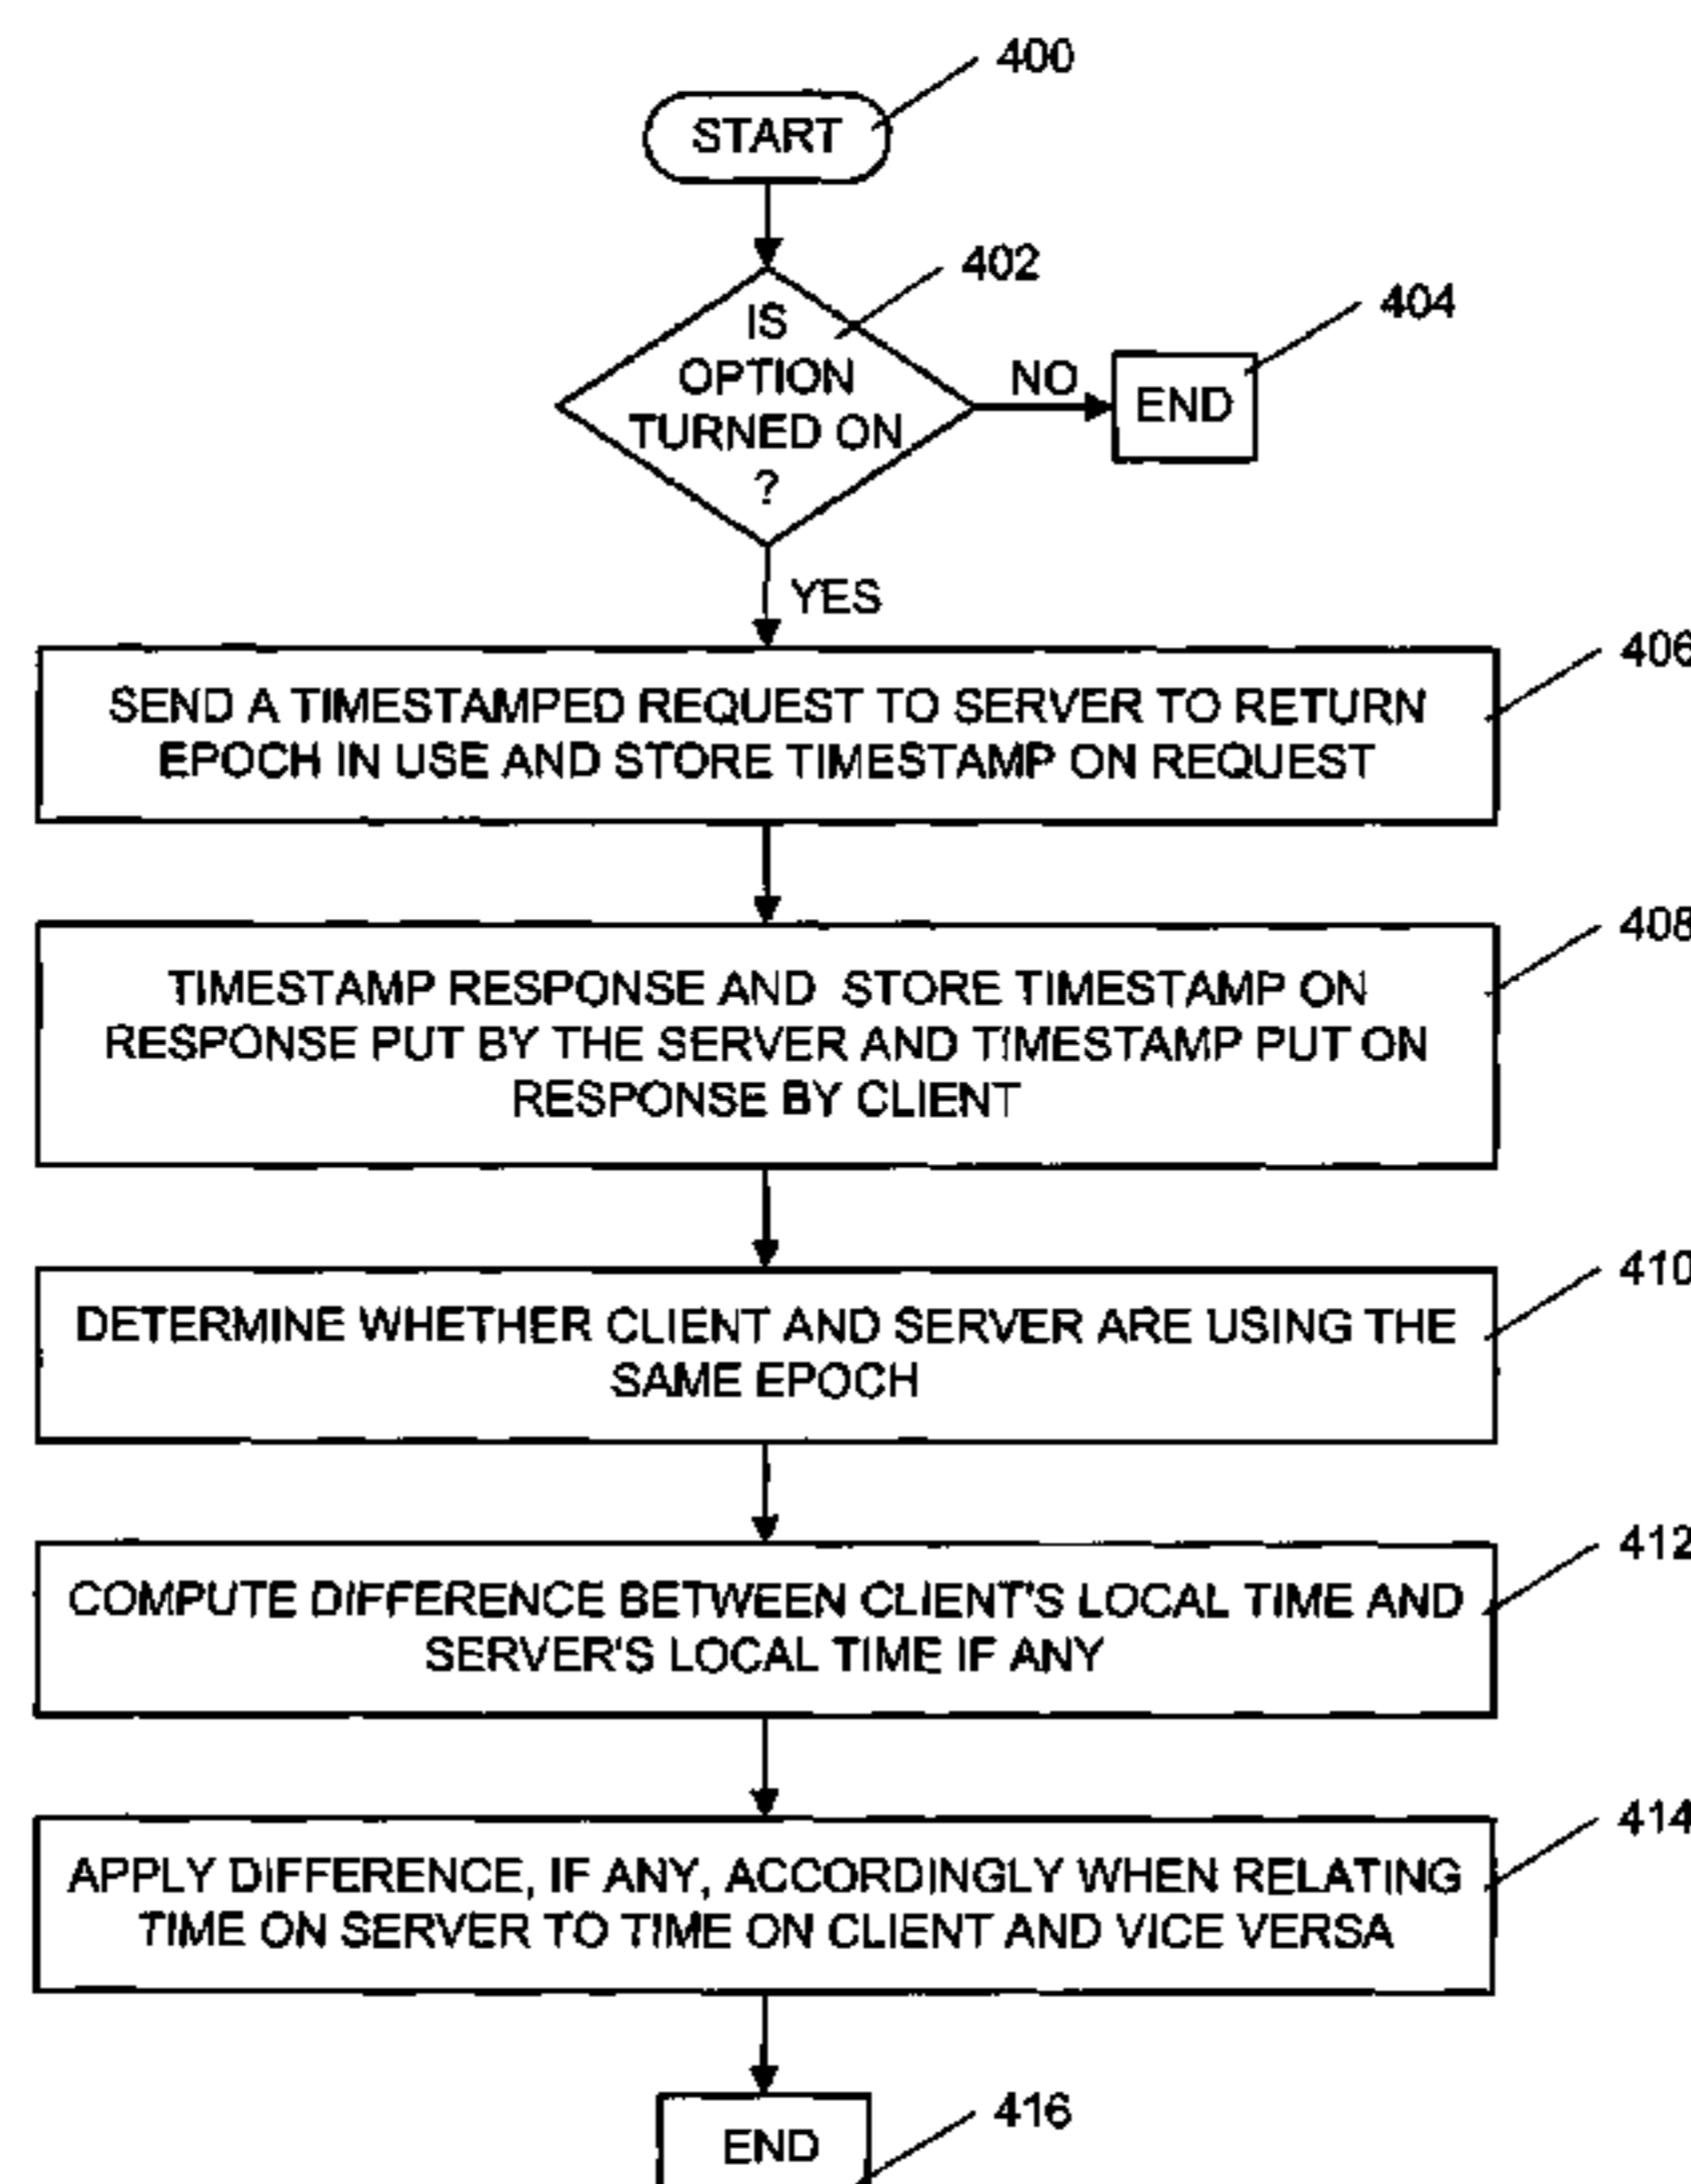 400
START
402
IS
OPTION
TURNED ON
?
NO
404
END
YES
406
SEND A TIMESTAMPED REQUEST TO SERVER TO RETURN
EPOCH IN USE AND STORE TIMESTAMP ON REQUEST
408
TIMESTAMP RESPONSE AND STORE TIMESTAMP ON
RESPONSE PUT BY THE SERVER AND TIMESTAMP PUT ON
RESPONSE BY CLIENT
410
DETERMINE WHETHER CLIENT AND SERVER ARE USING THE
SAME EPOCH
412
COMPUTE DIFFERENCE BETWEEN CLIENT'S LOCAL TIME AND
SERVER'S LOCAL TIME IF ANY
414
APPLY DIFFERENCE, IF ANY, ACCORDINGLY WHEN RELATING
TIME ON SERVER TO TIME ON CLIENT AND VICE VERSA
416
END